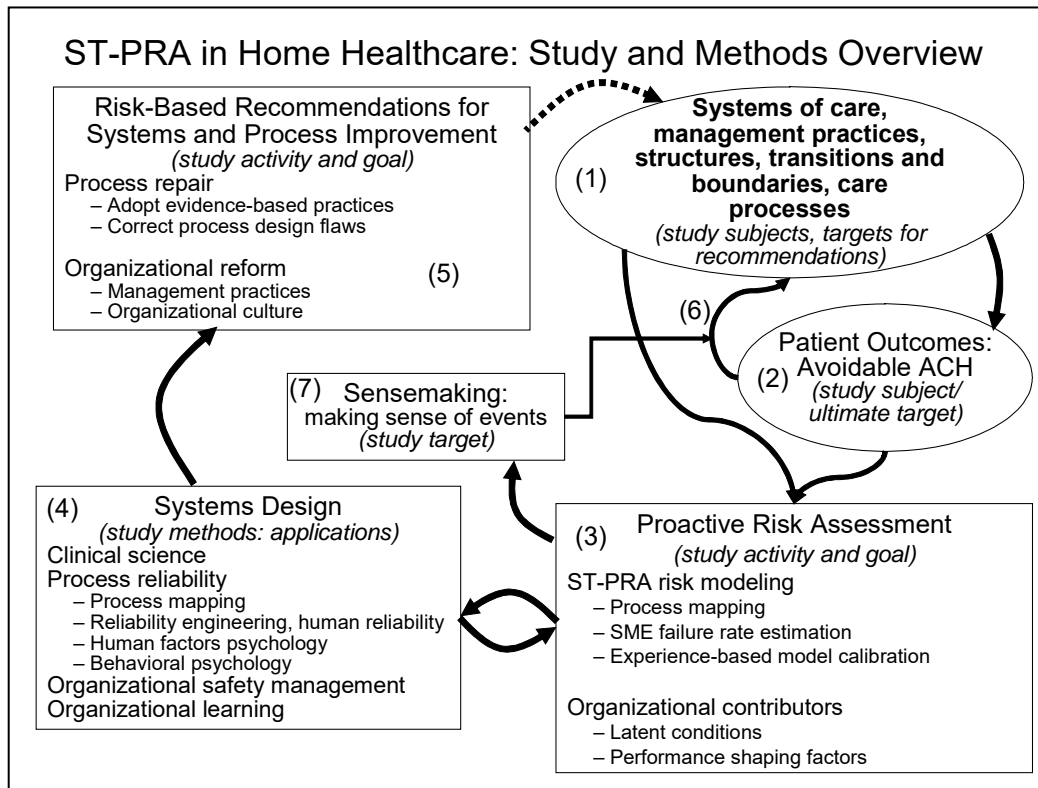 ST-PRA in Home Healthcare: Study and Methods Overview
Risk-Based Recommendations for
Systems and Process Improvement
(study activity and goal)
Process repair
– Adopt evidence-based practices
– Correct process design flaws
Organizational reform
– Management practices
– Organizational culture
(5)
(1)
Systems of care,
management practices,
structures, transitions and
boundaries, care
processes
(study subjects, targets for
recommendations)
(6)
(2)
Patient Outcomes:
Avoidable ACH
(study subject/
ultimate target)
(7)
Sensemaking:
making sense of events
(study target)
(4)
Systems Design
(study methods: applications)
Clinical science
Process reliability
– Process mapping
– Reliability engineering, human reliability
– Human factors psychology
– Behavioral psychology
Organizational safety management
Organizational learning
(3)
Proactive Risk Assessment
(study activity and goal)
ST-PRA risk modeling
– Process mapping
– SME failure rate estimation
– Experience-based model calibration
Organizational contributors
– Latent conditions
– Performance shaping factors